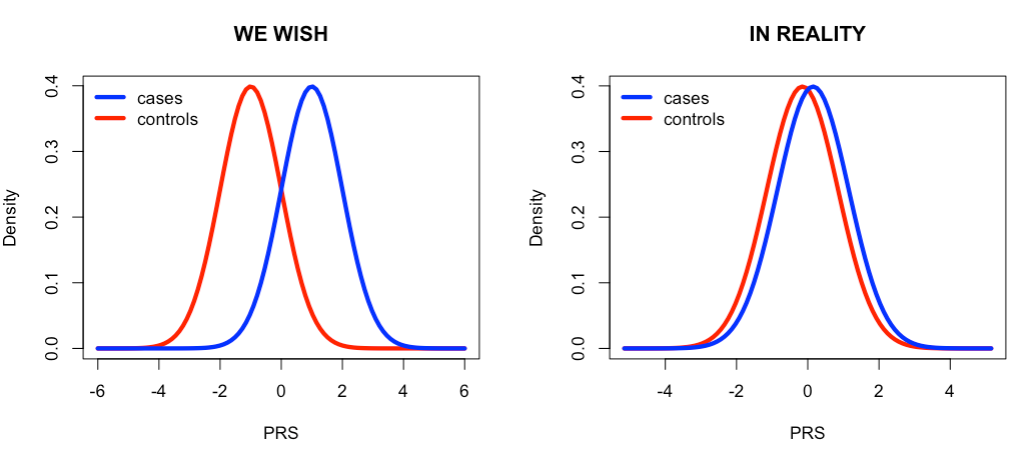 WE WISH
cases
controls
Density
0.0
0.1
0.2
0.3
0.4
-6
-4
-2
0
2
4
6
PRS
IN REALITY
cases
controls
Density
0.0
0.1
0.2
0.3
0.4
-4
-2
0
2
4
PRS